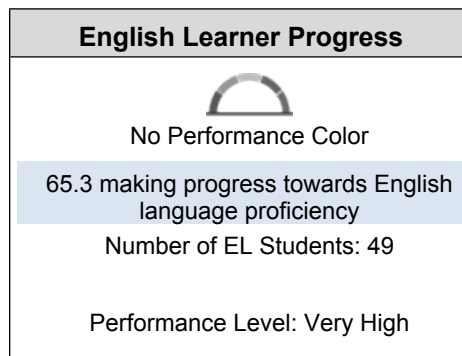 English Learner Progress
No Performance Color
65.3 making progress towards English
language proficiency
Number of EL Students: 49
Performance Level: Very High